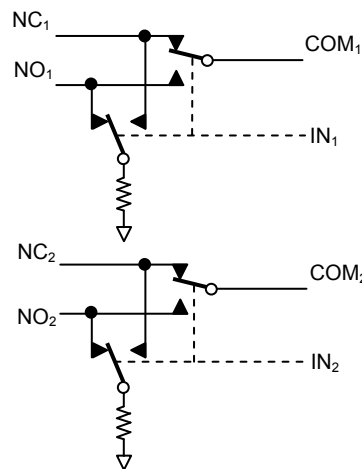 NC₁
COM₁
NO₁
IN₁
NC₂
COM₂
NO₂
IN₂